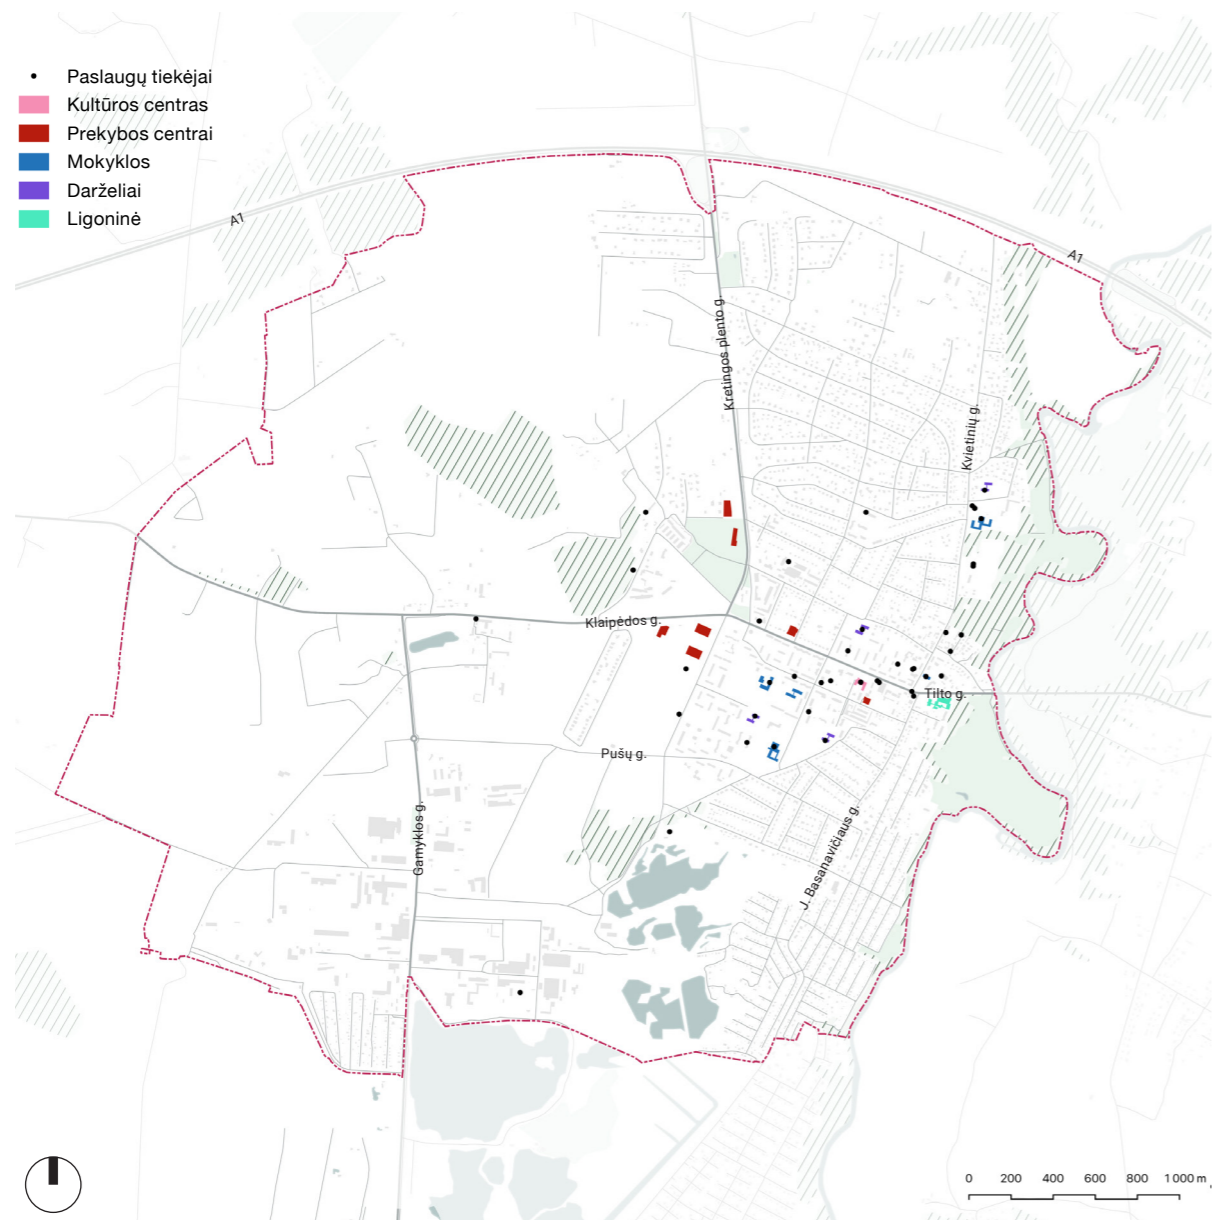 Paslaugų tiekėjai
Kultūros centras
Prekybos centrai
Mokyklos
Darželiai
Ligoninė
A1
A1
Kretingos plento g.
Kvietinių g.
Klaipėdos g.
Tilto g.
Pušų g.
Gamyklos g.
J. Basanavičiaus g.
0 200 400 600 800 1 000 m